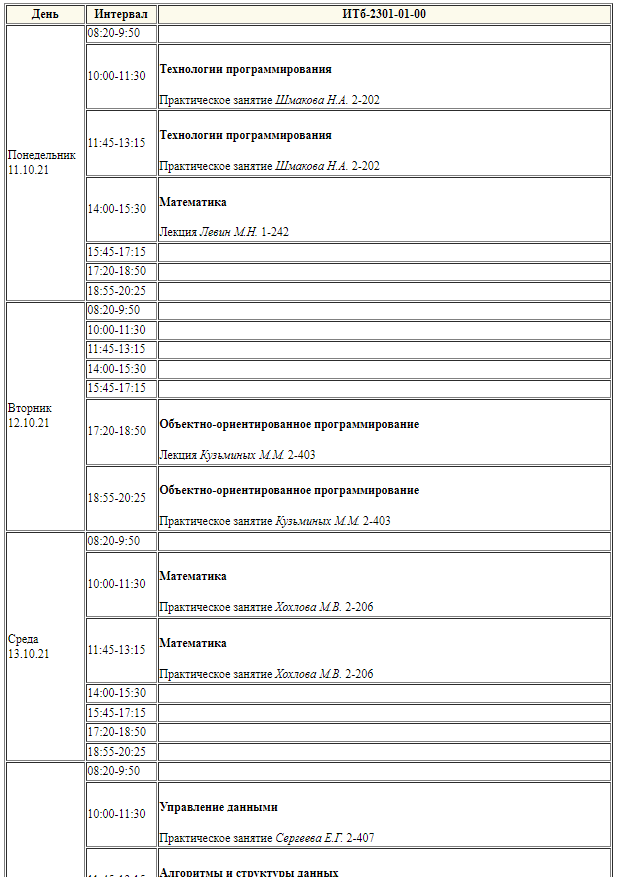 День Интервал ИТб-2301-01-00
Понедельник
11.10.21
08:20-9:50
10:00-11:30
Технологии программирования
Практическое занятие Шмакова Н.А. 2-202
11:45-13:15
Технологии программирования
Практическое занятие Шмакова Н.А. 2-202
14:00-15:30
Математика
Лекция Левин М.Н. 1-242
15:45-17:15
17:20-18:50
18:55-20:25
Вторник
12.10.21
08:20-9:50
10:00-11:30
11:45-13:15
14:00-15:30
15:45-17:15
17:20-18:50
Объектно-ориентированное программирование
Лекция Кузьминых М.М. 2-403
18:55-20:25
Объектно-ориентированное программирование
Практическое занятие Кузьминых М.М. 2-403
Среда
13.10.21
08:20-9:50
10:00-11:30
Математика
Практическое занятие Хохлова М.В. 2-206
11:45-13:15
Математика
Практическое занятие Хохлова М.В. 2-206
14:00-15:30
15:45-17:15
17:20-18:50
18:55-20:25
08:20-9:50
10:00-11:30
Управление данными
Практическое занятие Сергеева Е.Г. 2-407
Алгоритмы и структуры данных